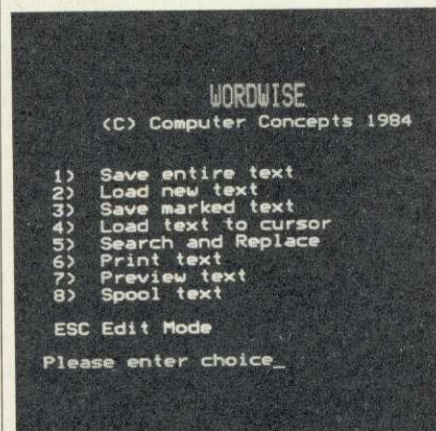 WORDWISE
(C) Computer Concepts 1984
1) Save entire text
2) Load new text
3) Save marked text
4) Load text to cursor
5) Search and Replace
6) Print text
7) Preview text
8) Spool text
ESC Edit Mode
Please enter choice_